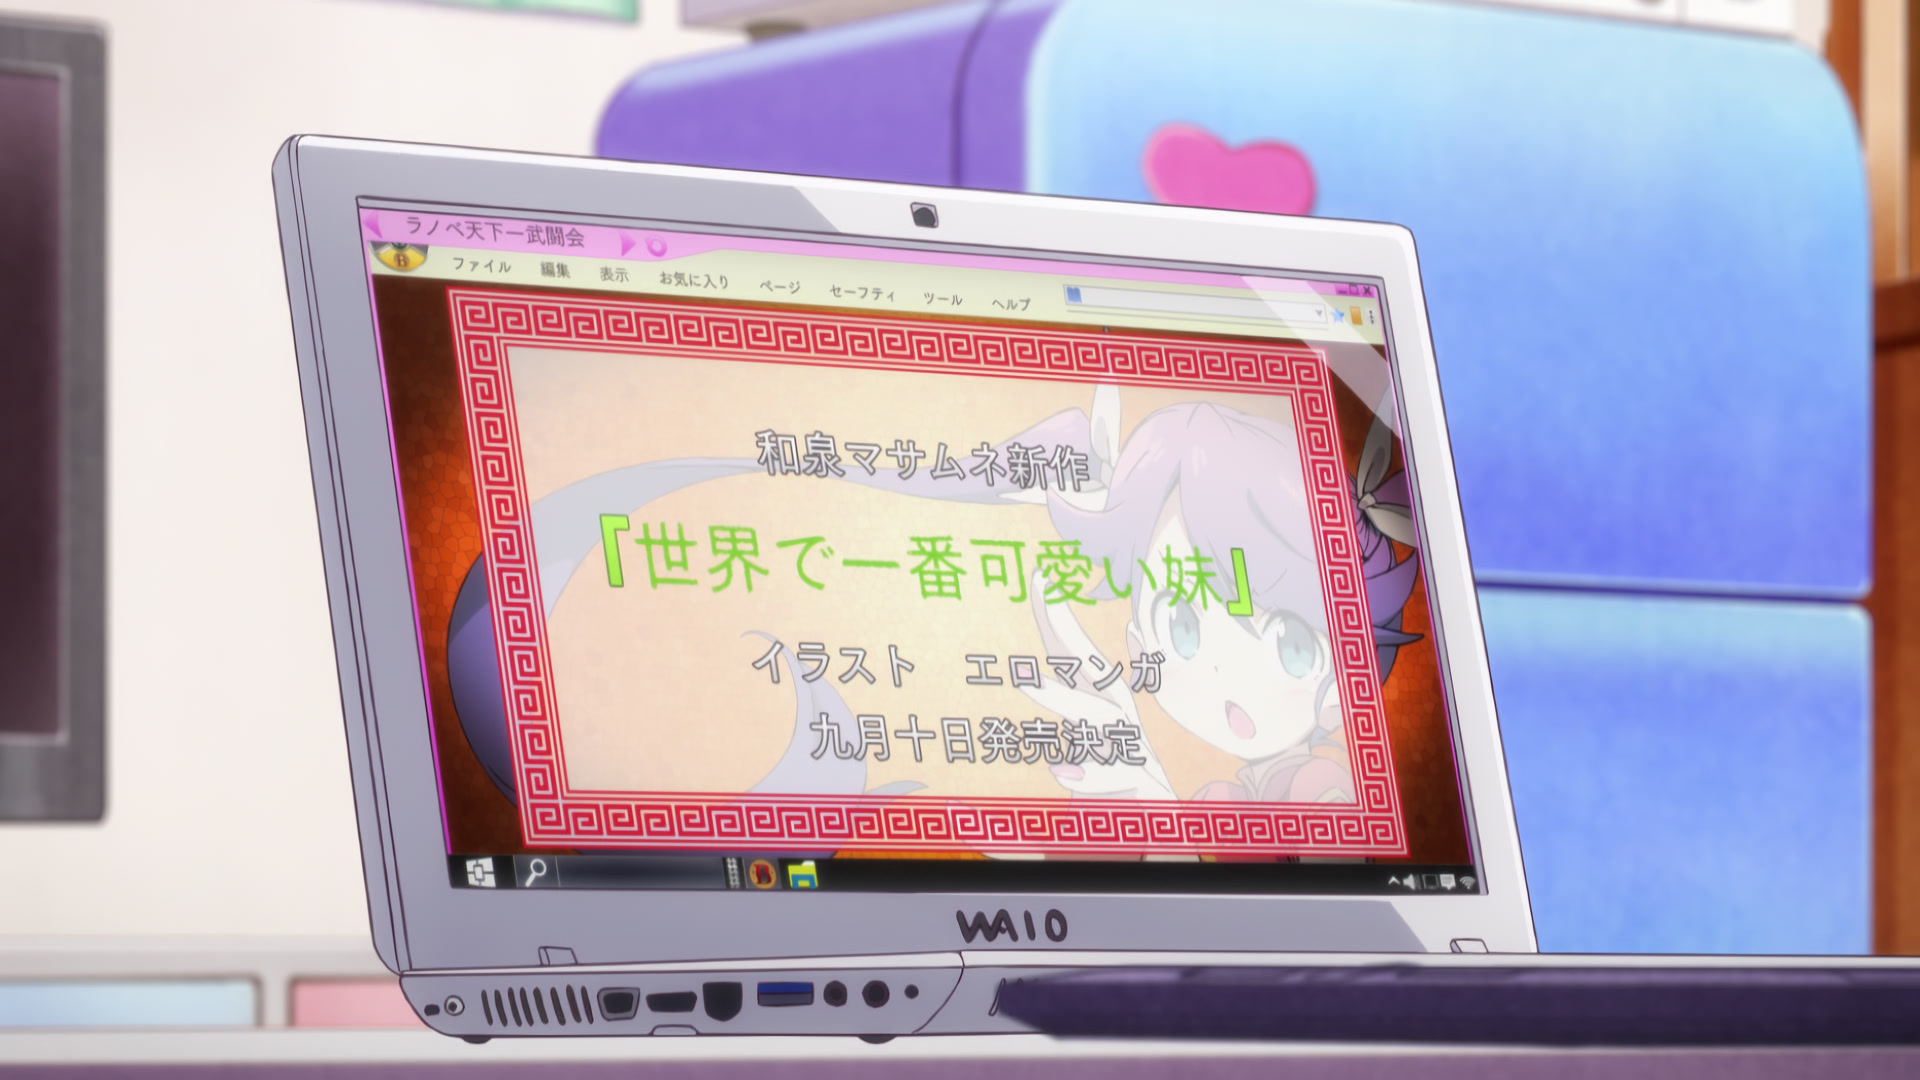 ラノベ天下一武闘会
ファイル 編集 表示 お気に入り ページ セーフティ ツール ヘルプ
和泉マサムネ新作
『世界で一番可愛い妹』
イラスト エロマンガ
九月十日発売決定
WAIO